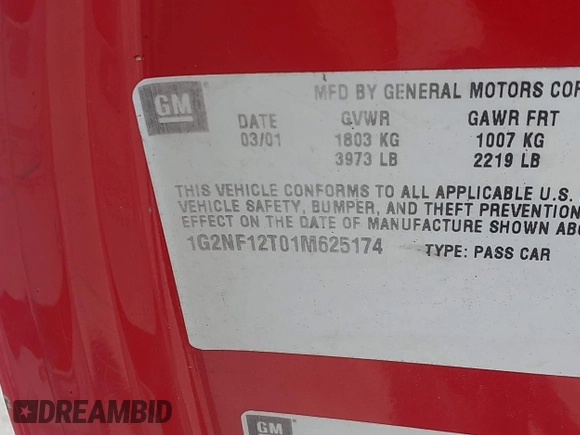 GM
MFD BY GENERAL MOTORS COR
DATE GVWR GAWR FRT
03/01 1803 KG 1007 KG
3973 LB 2219 LB
THIS VEHICLE CONFORMS TO ALL APPLICABLE U.S.
VEHICLE SAFETY, BUMPER, AND THEFT PREVENTION
EFFECT ON THE DATE OF MANUFACTURE SHOWN ABO
1G2NF12T01M625174 TYPE: PASS CAR
GM
DREAMBID